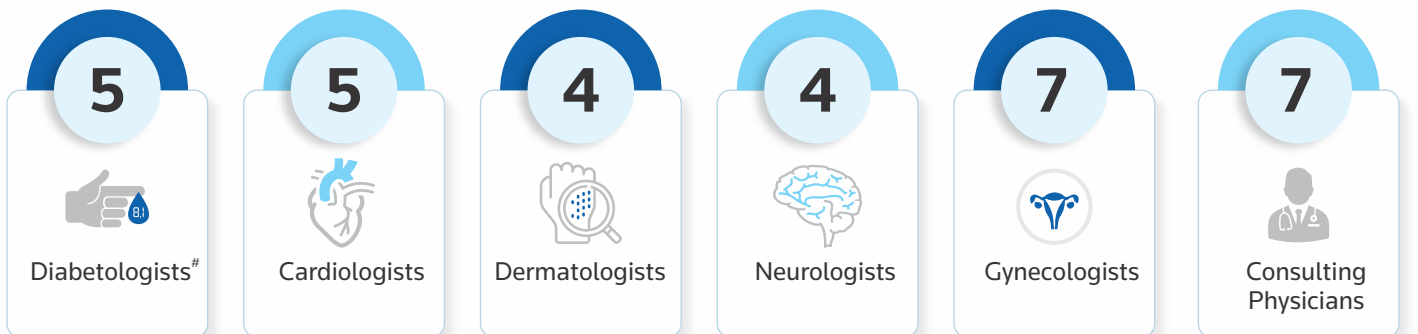 5
5
4
4
7
7
8.1
Diabetologists#
Cardiologists
Dermatologists
Neurologists
Gynecologists
Consulting
Physicians